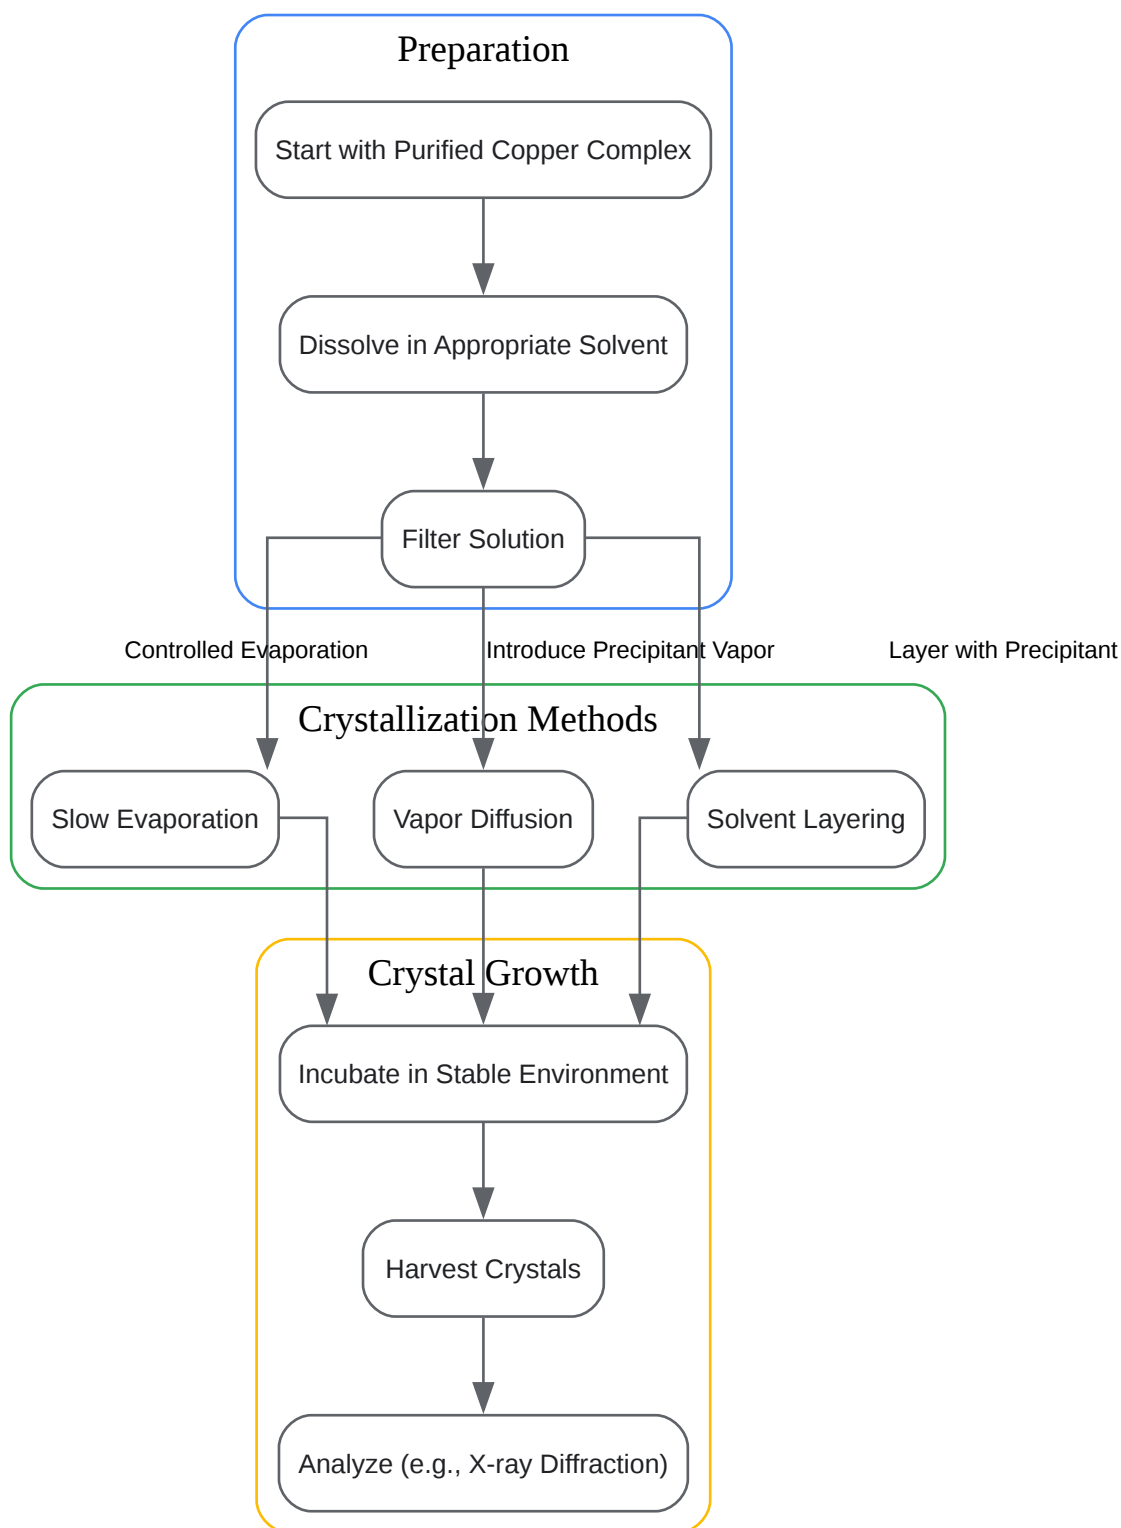 Preparation
Start with Purified Copper Complex
Dissolve in Appropriate Solvent
Filter Solution
Controlled Evaporation
Introduce Precipitant Vapor
Layer with Precipitant
Crystallization Methods
Slow Evaporation
Vapor Diffusion
Solvent Layering
Crystal Growth
Incubate in Stable Environment
Harvest Crystals
Analyze (e.g., X-ray Diffraction)